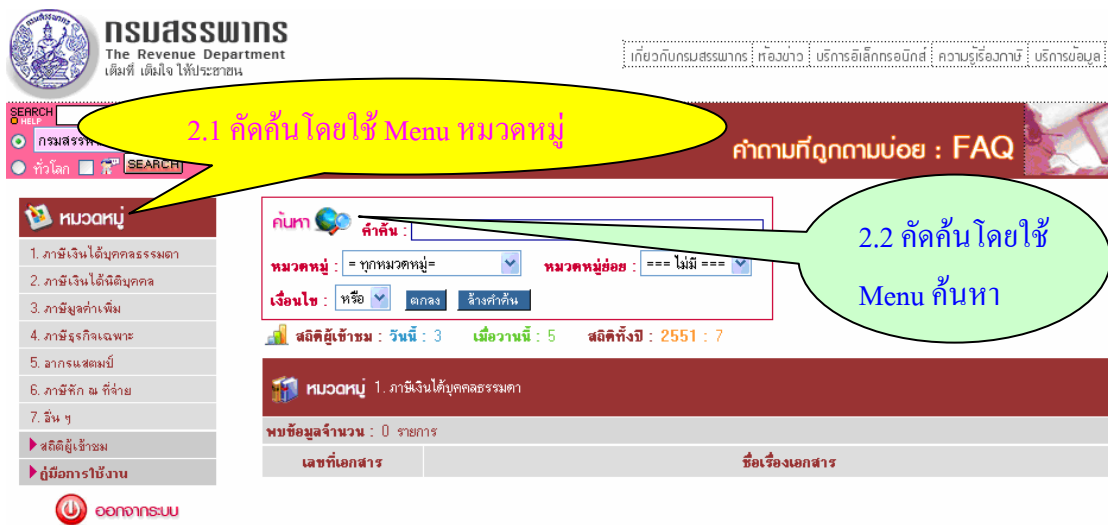 กรมสรรพากร
The Revenue Department
เต็มที่ เต็มใจ ให้ประชาชน
เกี่ยวกับกรมสรรพากร ห้องข่าว บริการอิเล็กทรอนิกส์ ความรู้เรื่องภาษี บริการข้อมูล
SEARCH
HELP
กรมสรรพ
ทั่วโลก SEARCH
2.1 คัดค้นโดยใช้ Menu หมวดหมู่
คำถามที่ถูกถามบ่อย : FAQ
หมวดหมู่
1. ภาษีเงินได้บุคคลธรรมดา
2. ภาษีเงินได้นิติบุคคล
3. ภาษีมูลค่าเพิ่ม
4. ภาษีธุรกิจเฉพาะ
5. อากรแสตมป์
6. ภาษีหัก ณ ที่จ่าย
7. อื่น ๆ
สถิติผู้เข้าชม
คู่มือการใช้งาน
ออกจากระบบ
ค้นหา คำค้น :
หมวดหมู่ : = ทุกหมวดหมู่= หมวดหมู่ย่อย : === ไม่มี ===
เงื่อนไข : หรือ ตกลง ล้างคำค้น
2.2 คัดค้นโดยใช้
Menu ค้นหา
สถิติผู้เข้าชม : วันนี้ : 3 เมื่อวานนี้ : 5 สถิติทั้งปี : 2551 : 7
หมวดหมู่ 1. ภาษีเงินได้บุคคลธรรมดา
พบข้อมูลจำนวน : 0 รายการ
เลขที่เอกสาร ชื่อเรื่องเอกสาร